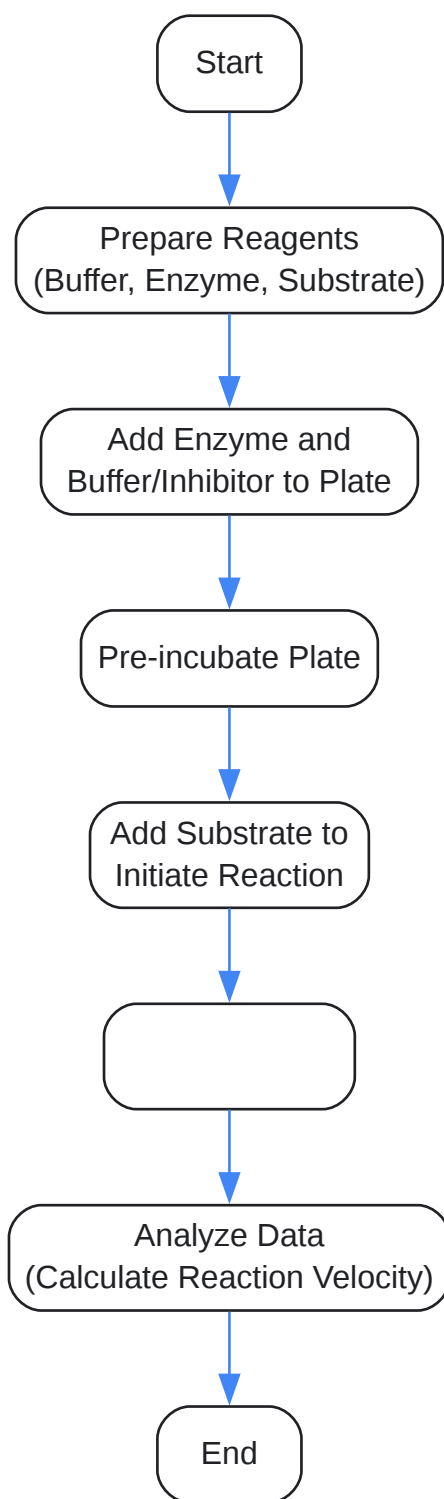 Start
Prepare Reagents
(Buffer, Enzyme, Substrate)
Add Enzyme and
Buffer/Inhibitor to Plate
Pre-incubate Plate
Add Substrate to
Initiate Reaction
Analyze Data
(Calculate Reaction Velocity)
End